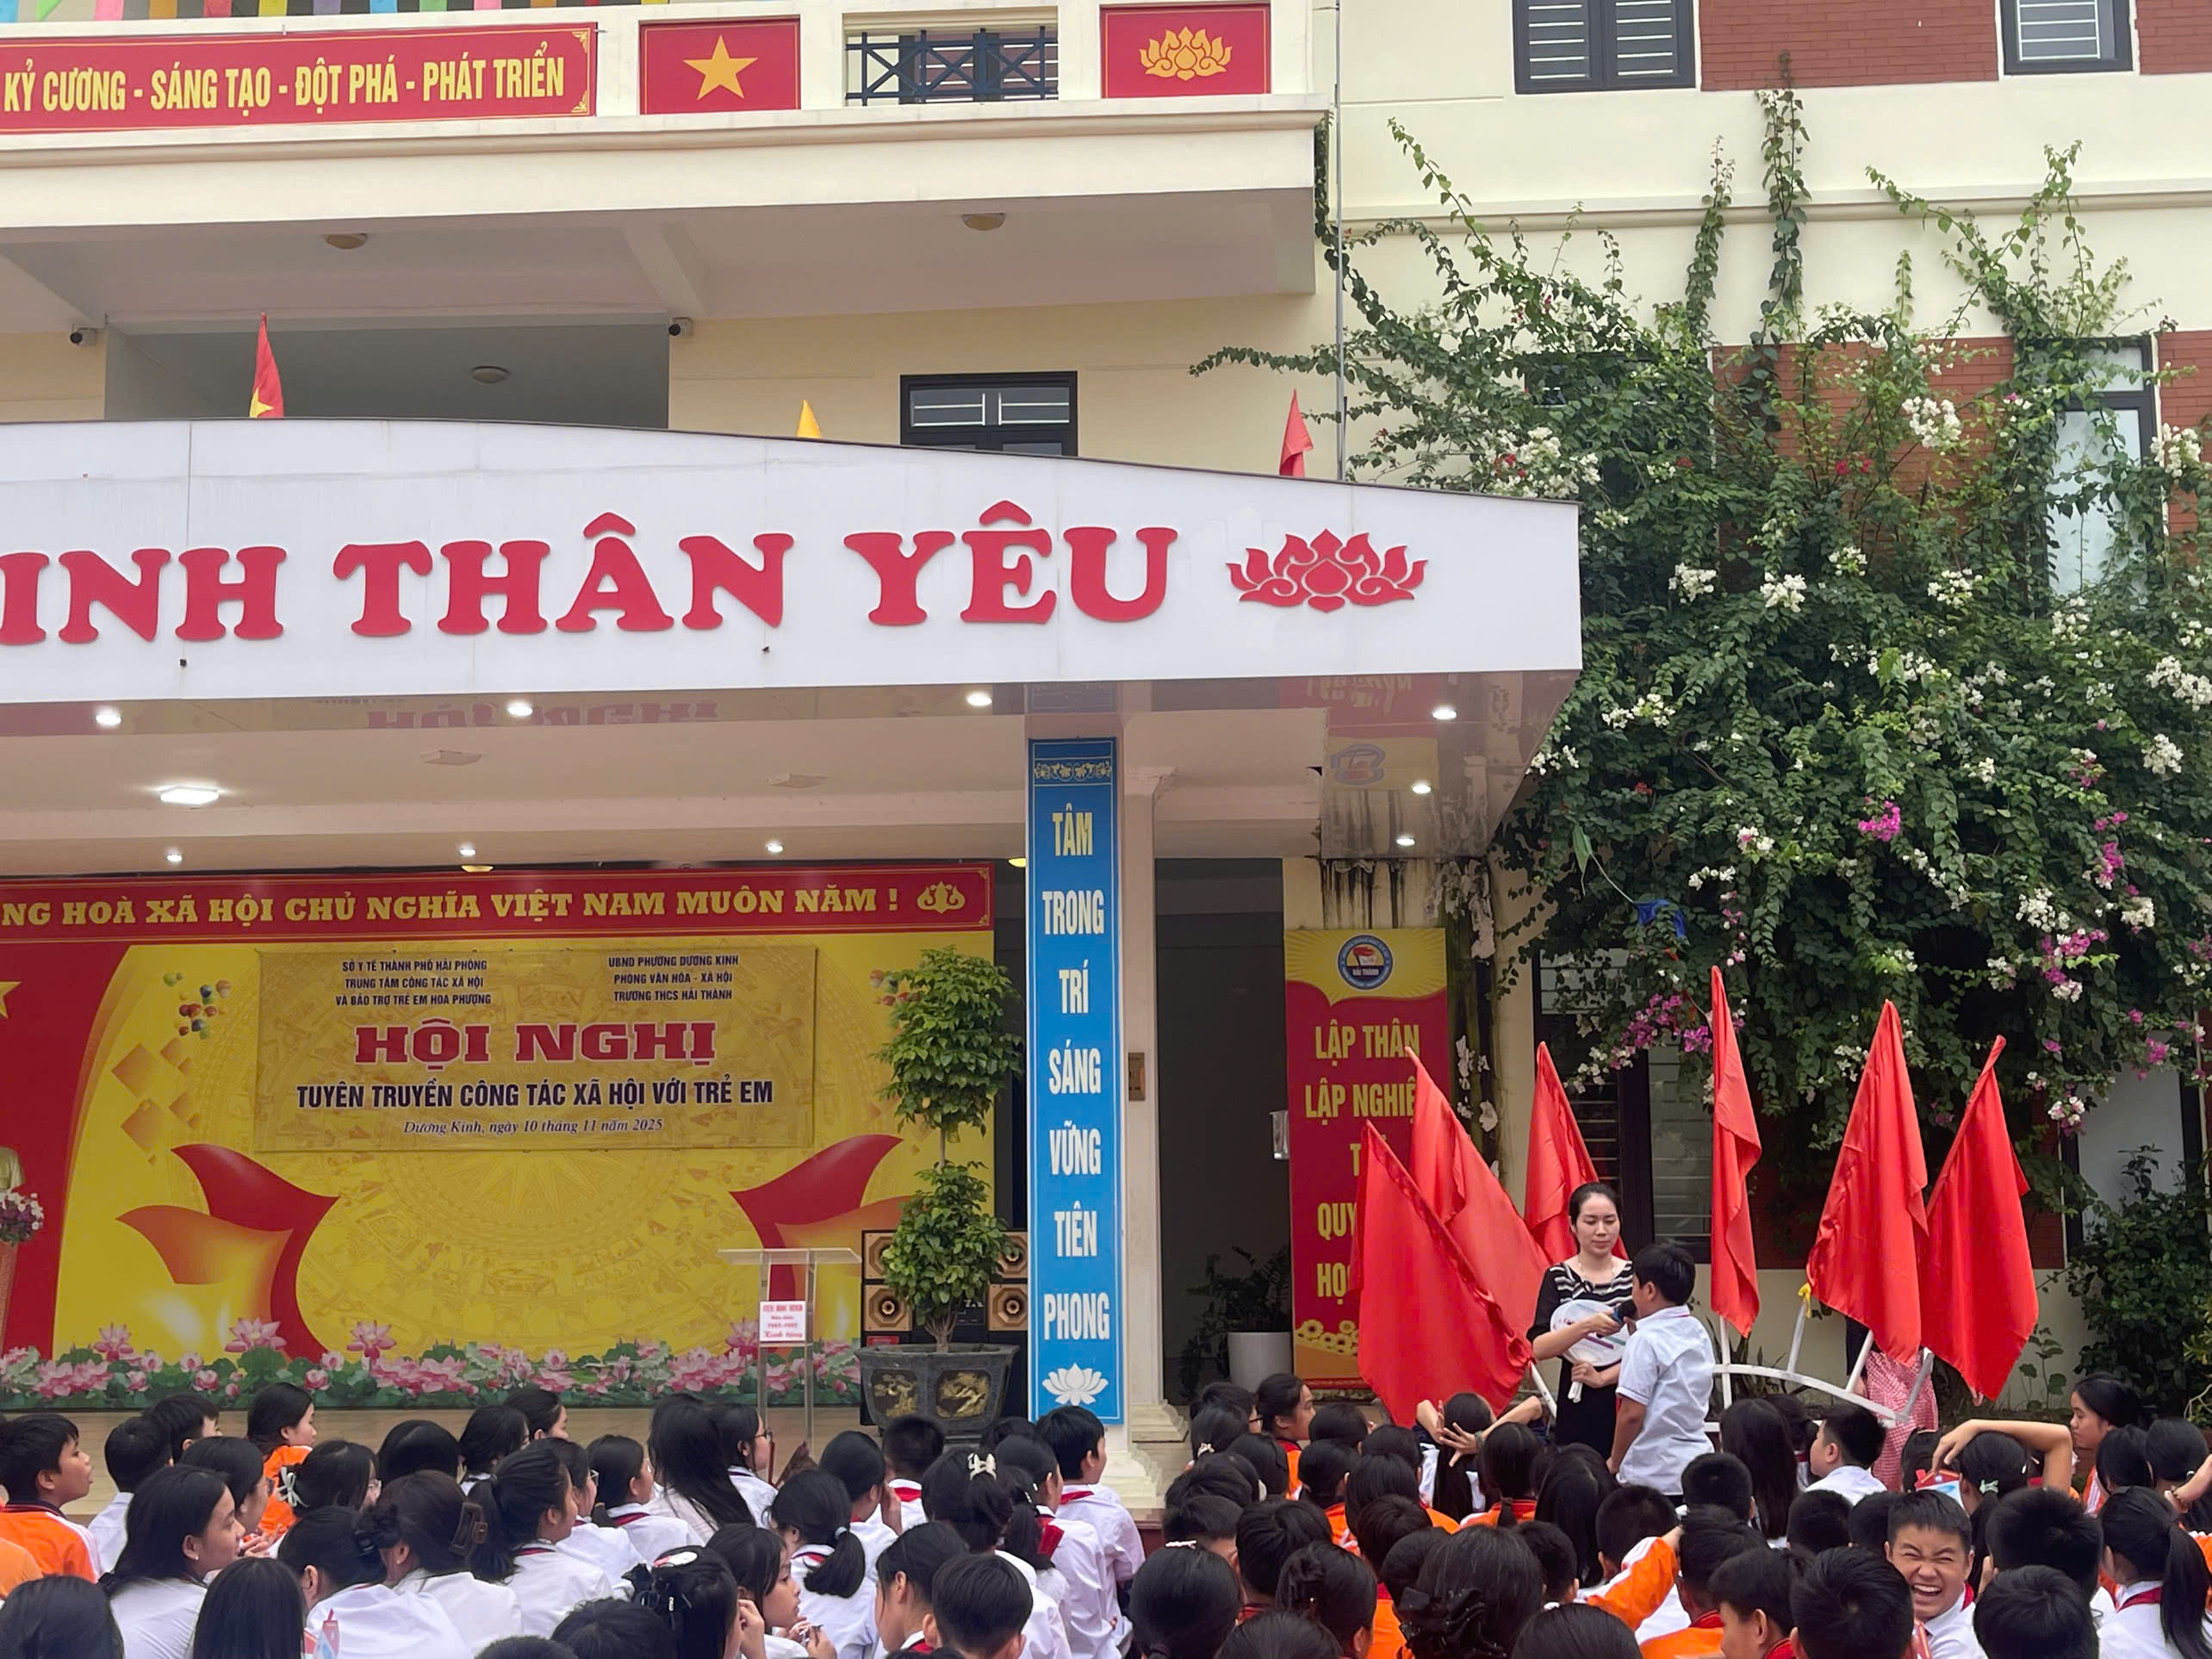 KỶ CƯƠNG - SÁNG TẠO - ĐỘT PHÁ - PHÁT TRIỂN
INH THÂN YÊU
NG HOÀ XÃ HỘI CHỦ NGHĨA VIỆT NAM MUÔN NĂM !
SỞ Y TẾ THÀNH PHỐ HẢI PHÒNG
TRUNG TÂM CÔNG TÁC XÃ HỘI
VÀ BẢO TRỢ TRẺ EM HOA PHƯỢNG
UBND PHƯỜNG DƯƠNG KINH
PHÒNG VĂN HÓA - XÃ HỘI
TRƯỜNG THCS HẢI THÀNH
HỘI NGHỊ
TUYÊN TRUYỀN CÔNG TÁC XÃ HỘI VỚI TRẺ EM
Dương Kinh, ngày 10 tháng 11 năm 2025
TÂM
TRONG
TRÍ
SÁNG
VỮNG
TIÊN
PHONG
HẢI THÀNH
LẬP THÂN
LẬP NGHIỆ
T
QUY
HỌ